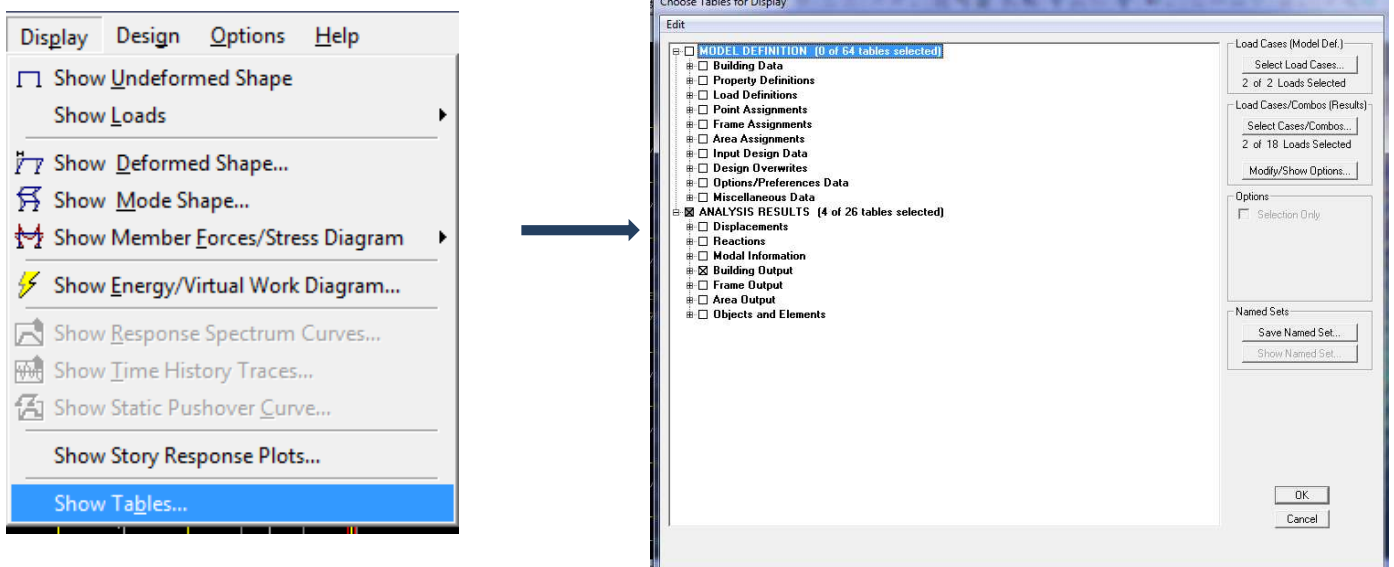 Display Design Options Help
Show Undeformed Shape
Show Loads
Show Deformed Shape...
Show Mode Shape...
Show Member Forces/Stress Diagram
Show Energy/Virtual Work Diagram...
Show Response Spectrum Curves...
Show Time History Traces...
Show Static Pushover Curve...
Show Story Response Plots...
Show Tables...
Choose Tables for Display
Edit
MODEL DEFINITION (0 of 64 tables selected)
Building Data
Property Definitions
Load Definitions
Point Assignments
Frame Assignments
Area Assignments
Input Design Data
Design Overwrites
Options/Preferences Data
Miscellaneous Data
ANALYSIS RESULTS (4 of 26 tables selected)
Displacements
Reactions
Modal Information
Building Output
Frame Output
Area Output
Objects and Elements
Load Cases (Model Def.)
Select Load Cases...
2 of 2 Loads Selected
Load Cases/Combos (Results)
Select Cases/Combos...
2 of 18 Loads Selected
Modify/Show Options...
Options
Selection Only
Named Sets
Save Named Set...
Show Named Set...
OK
Cancel